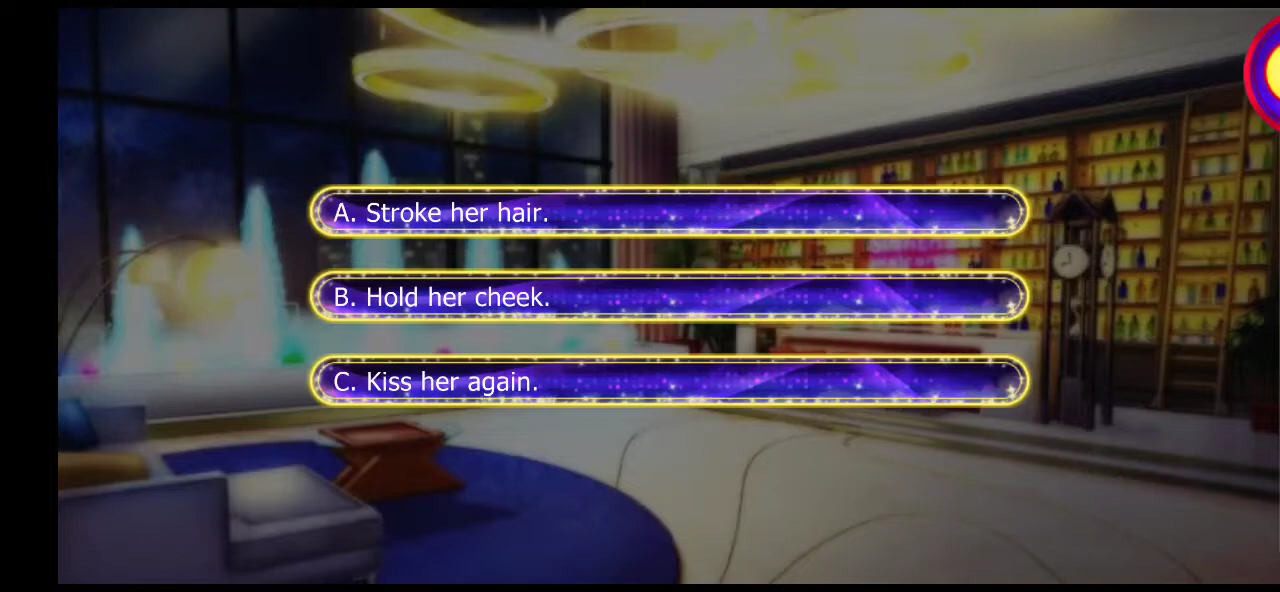 A. Stroke her hair.
B. Hold her cheek.
C. Kiss her again.